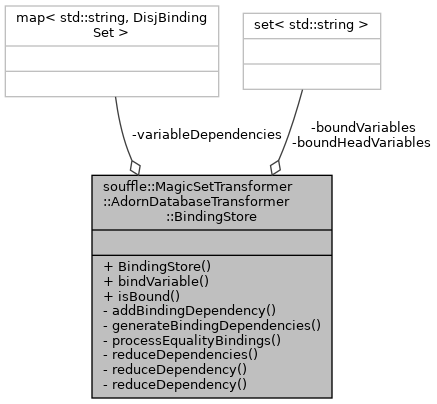 map< std::string, DisjBinding
Set >
set< std::string >
-variableDependencies
-boundVariables
-boundHeadVariables
souffle::MagicSetTransformer
::AdornDatabaseTransformer
::BindingStore
+ BindingStore()
+ bindVariable()
+ isBound()
- addBindingDependency()
- generateBindingDependencies()
- processEqualityBindings()
- reduceDependencies()
- reduceDependency()
- reduceDependency()